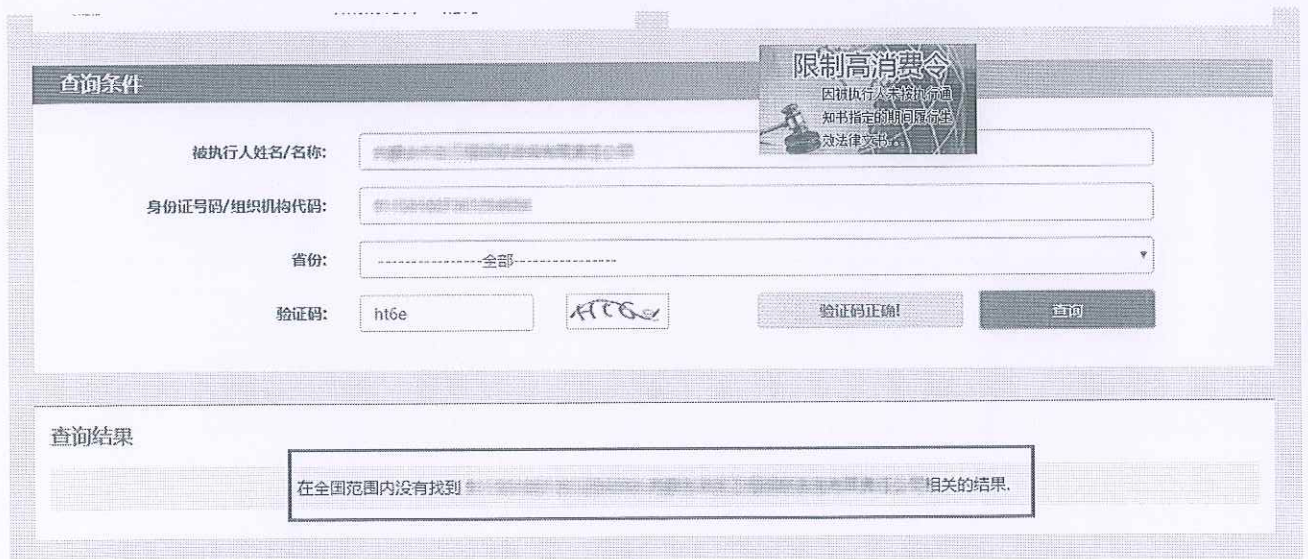 查询条件
限制高消费令
因被执行人未按执行通
知书指定的期间履行生
效法律文书...
被执行人姓名/名称:
身份证号码/组织机构代码:
省份: ----------------全部----------------
验证码: ht6e HT6e 验证码正确! 查询
查询结果
在全国范围内没有找到 相关的结果.